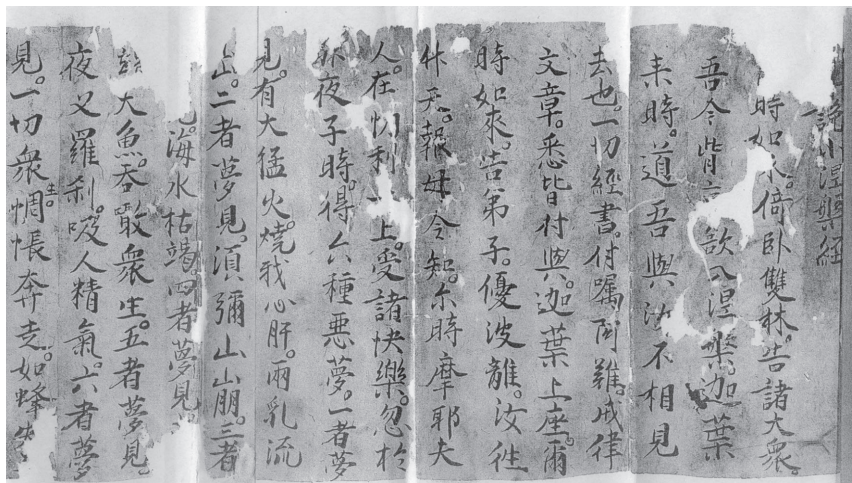 說小涅槃經
時如來。倚卧雙林。告諸大衆。
吾今背 欲入涅槃迦葉
来時。道吾與汝不相見
去也。一切經書。付囑阿難。戒律
文章。悉皆付與。迦葉上座。爾
時如來。告弟子。優波離。汝往
升天。報母令知。尒時摩耶夫
人。在忉利 上。受諸快樂。忽於
夜子時。得六種惡夢。一者夢
見。有大猛火。燒我心肝。兩乳流
出。二者夢見。須彌山崩。三者
海水枯竭。四者夢見。
大魚。吞噉衆生。五者夢見。
夜叉羅刹。吸人精氣。六者夢
見。一切衆生。惆悵奔走。如蜂